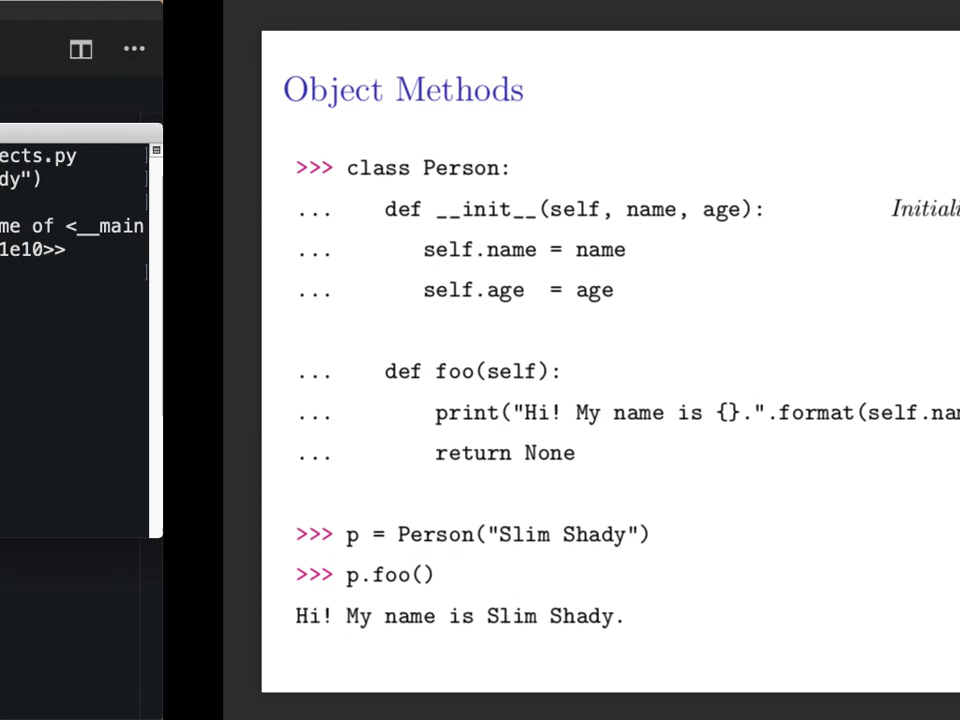 ects.py
dy")
me of <__main
1e10>>
Object Methods
>>> class Person:
... def __init__(self, name, age):
... self.name = name
... self.age  = age
... def foo(self):
... print("Hi! My name is {}.".format(self.nam
... return None
>>> p = Person("Slim Shady")
>>> p.foo()
Hi! My name is Slim Shady.